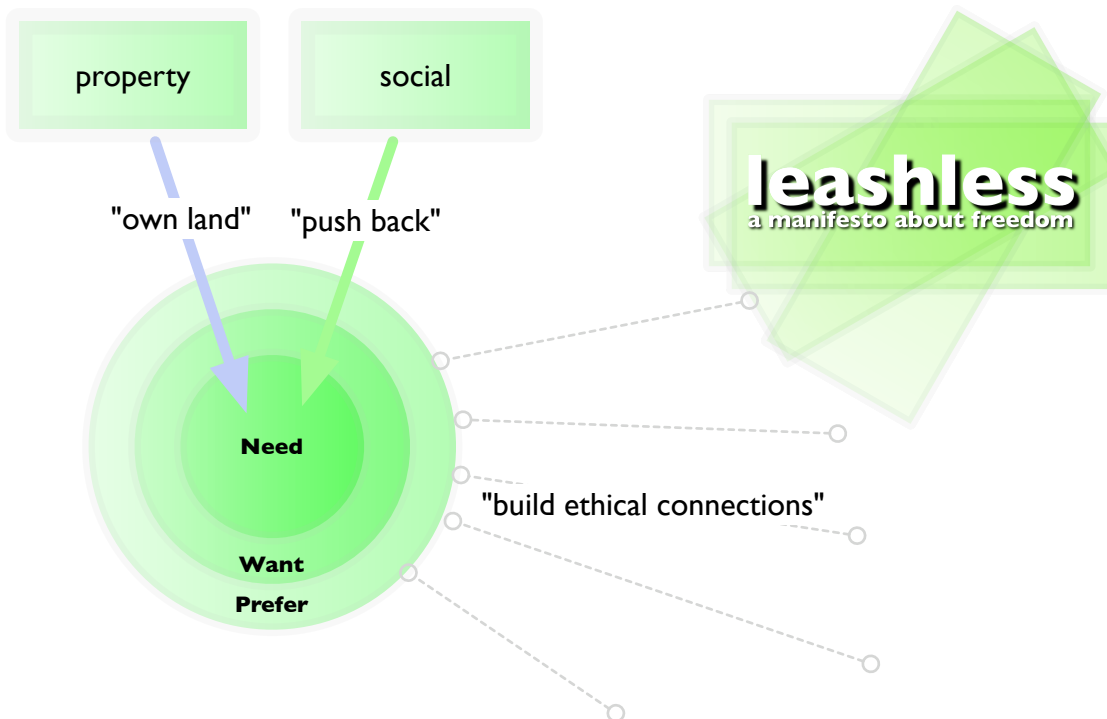 property
social
"own land"
"push back"
leashless
a manifesto about freedom
Need
"build ethical connections"
Want
Prefer